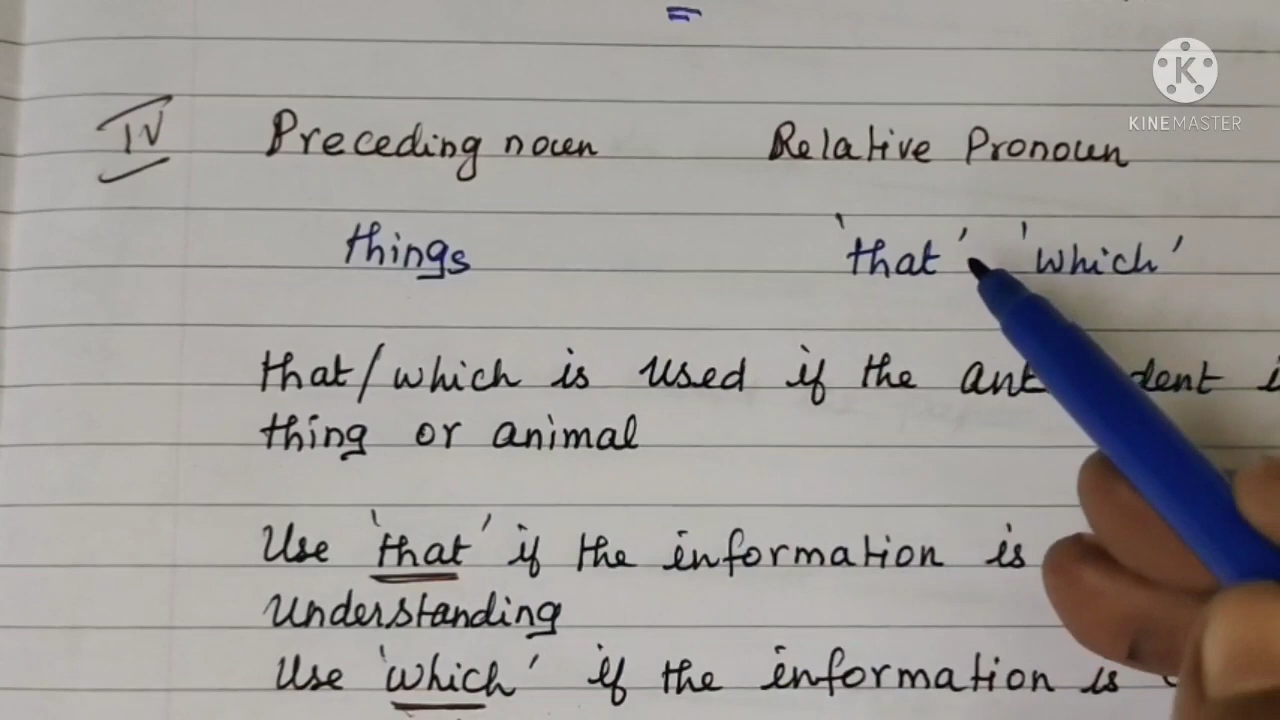 K
KINEMASTER
IV Preceding noun Relative Pronoun
things 'that' 'which'
that/which is used if the
thing or animal
Use 'that' if the information is
Understanding
Use 'which' if the information is